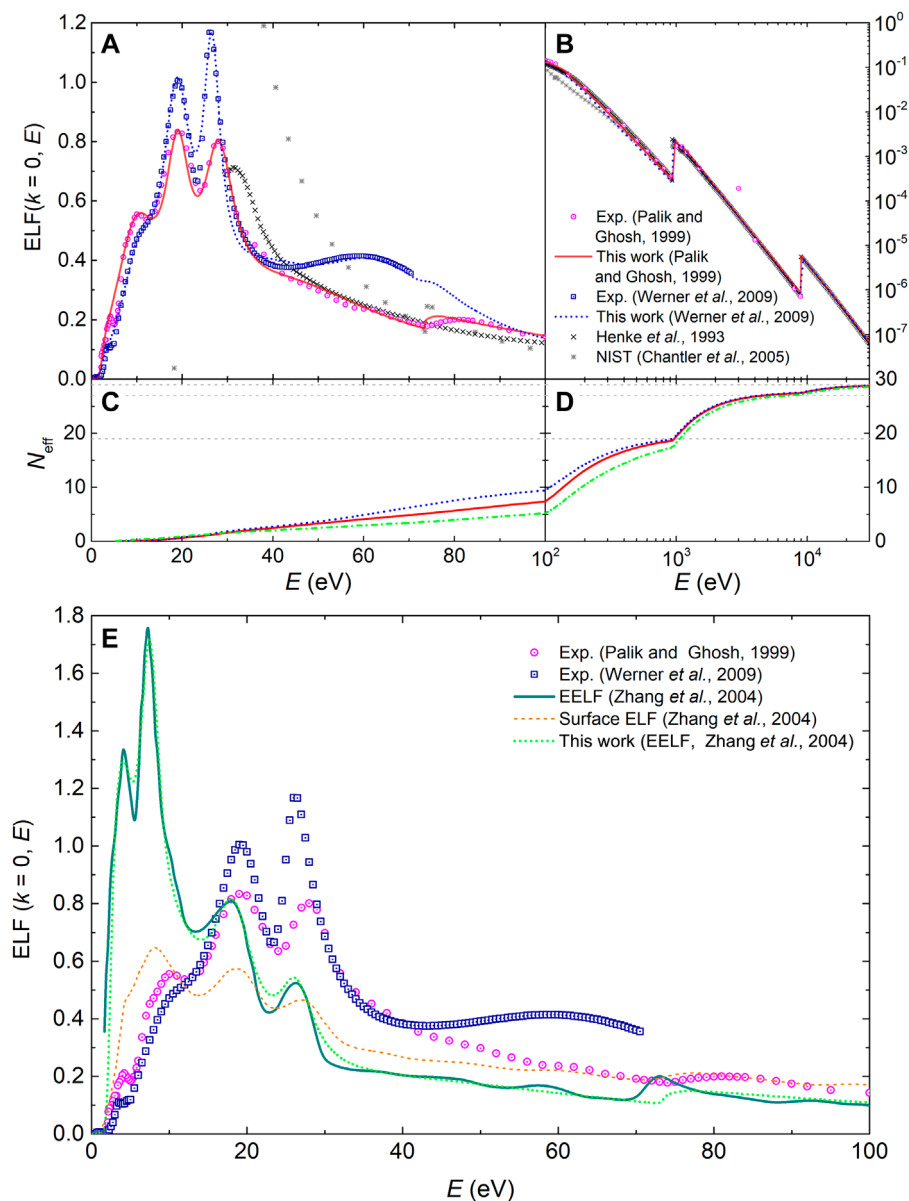 A
B
1.2
1.0
0.8
0.6
0.4
0.2
0.0
ELF(k = 0, E)
10^0
10^-1
10^-2
10^-3
10^-4
10^-5
10^-6
10^-7
Exp. (Palik and
Ghosh, 1999)
This work (Palik
and Ghosh, 1999)
Exp. (Werner et al., 2009)
This work (Werner et al., 2009)
Henke et al., 1993
NIST (Chantler et al., 2005)
C
D
20
10
0
N_eff
30
20
10
0
0 20 40 60 80 10^2 10^3 10^4
E (eV)
E (eV)
E
1.8
1.6
1.4
1.2
1.0
0.8
0.6
0.4
0.2
0.0
ELF (k = 0, E)
Exp. (Palik and Ghosh, 1999)
Exp. (Werner et al., 2009)
EELF (Zhang et al., 2004)
Surface ELF (Zhang et al., 2004)
This work (EELF, Zhang et al., 2004)
0 20 40 60 80 100
E (eV)